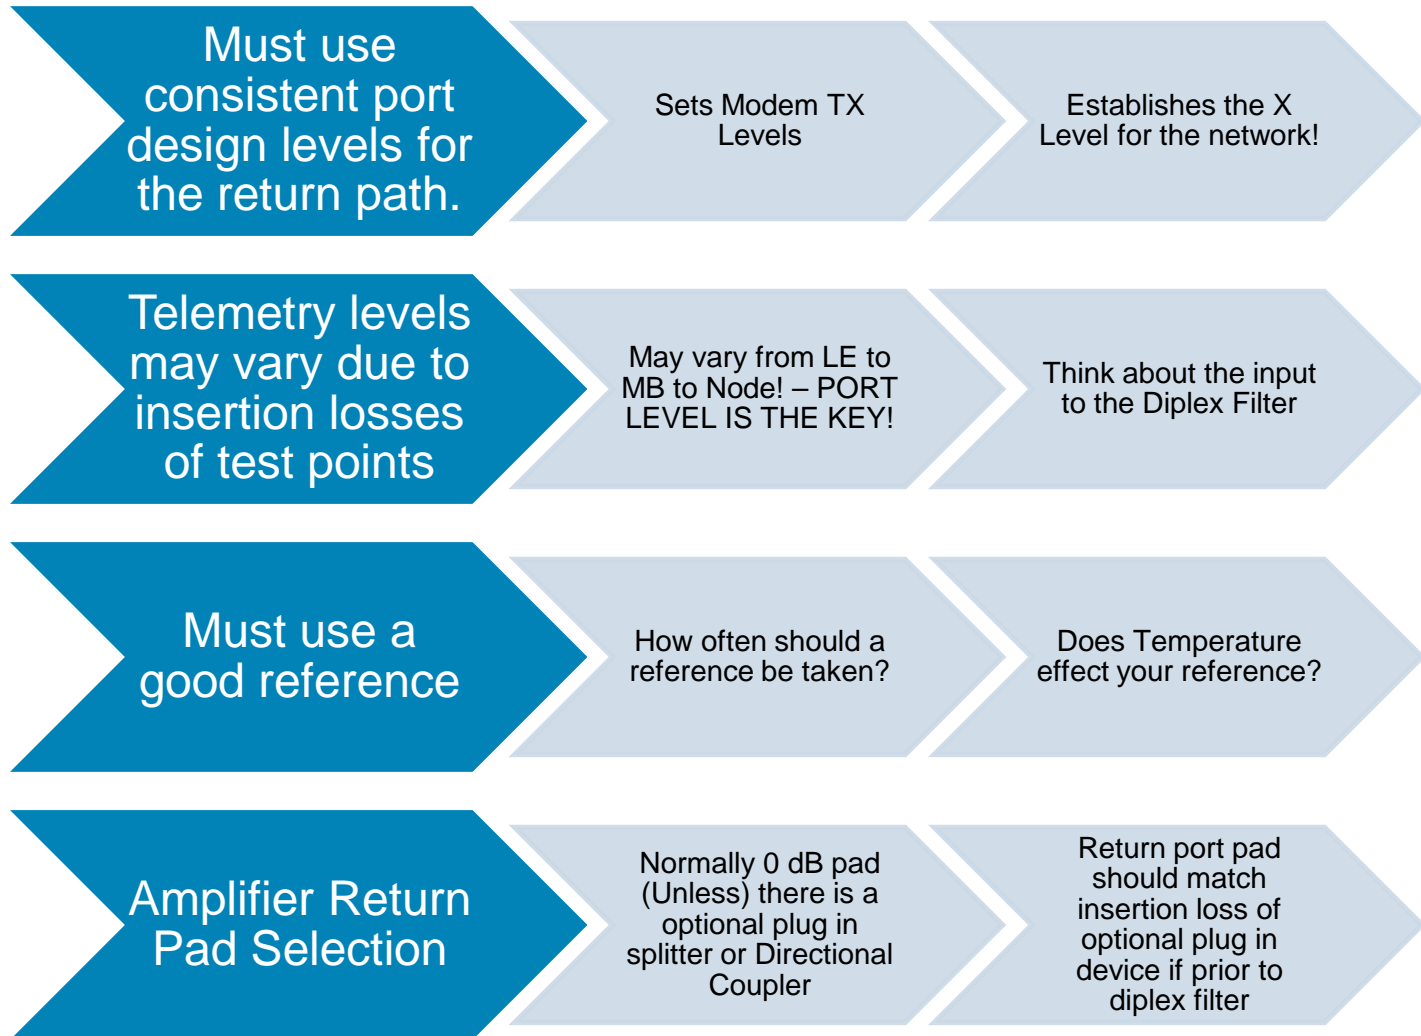 Must use
consistent port
design levels for
the return path.
Sets Modem TX
Levels
Establishes the X
Level for the network!
Telemetry levels
may vary due to
insertion losses
of test points
May vary from LE to
MB to Node! – PORT
LEVEL IS THE KEY!
Think about the input
to the Diplex Filter
Must use a
good reference
How often should a
reference be taken?
Does Temperature
effect your reference?
Amplifier Return
Pad Selection
Normally 0 dB pad
(Unless) there is a
optional plug in
splitter or Directional
Coupler
Return port pad
should match
insertion loss of
optional plug in
device if prior to
diplex filter